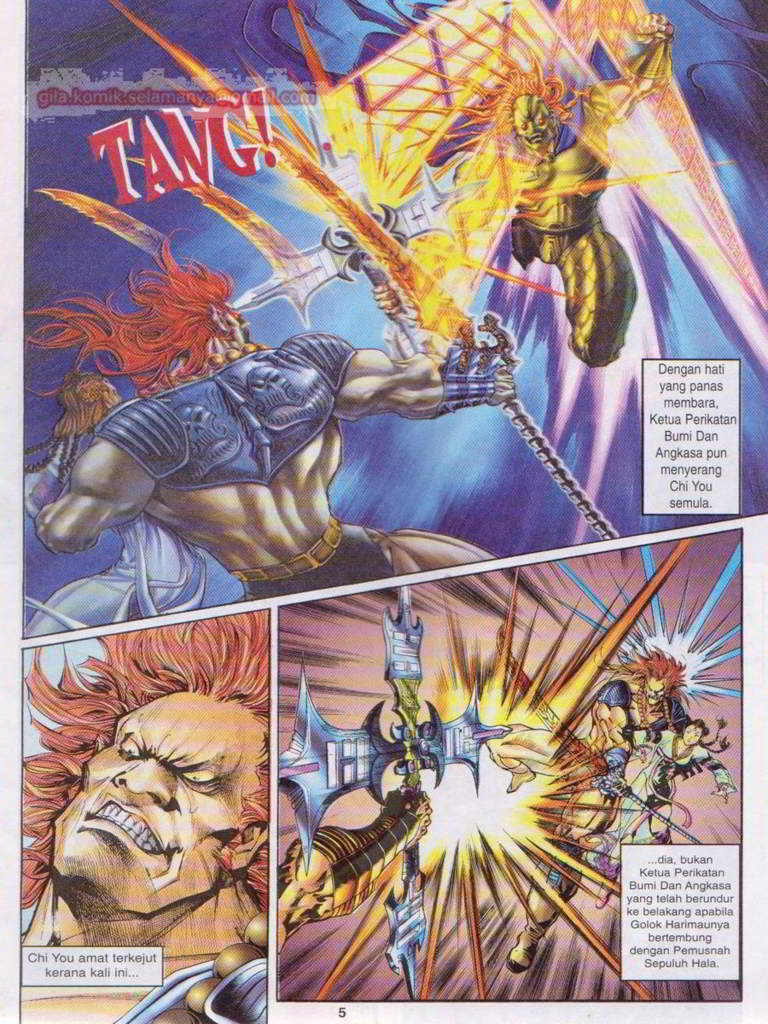 gila.komik.selamanya@gmail.com
TANG!
Dengan hati
yang panas
membara,
Ketua Perikatan
Bumi Dan
Angkasa pun
menyerang
Chi You
semula.
Chi You amat terkejut
kerana kali ini...
...dia, bukan
Ketua Perikatan
Bumi Dan Angkasa
yang telah berundur
ke belakang apabila
Golok Harimaunya
bertembung
dengan Pemusnah
Sepuluh Hala.
5